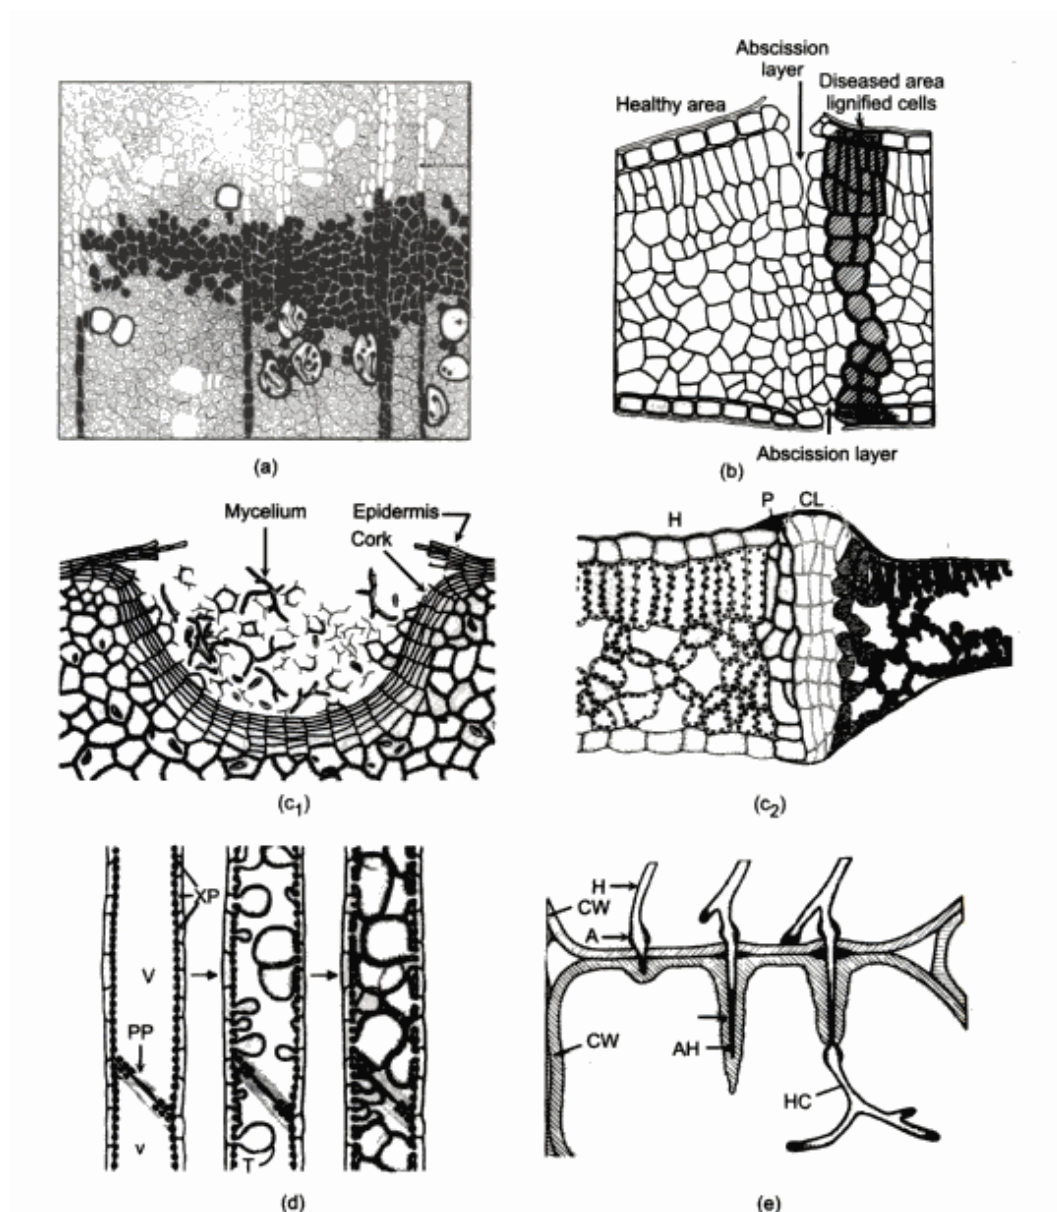 Abscission
layer
Diseased area
lignified cells
Healthy area
Abscission layer
(a)
(b)
Mycelium
Epidermis
Cork
H
P
CL
(c1)
(c2)
XP
V
PP
v
T
H
CW
A
CW
AH
HC
(d)
(e)